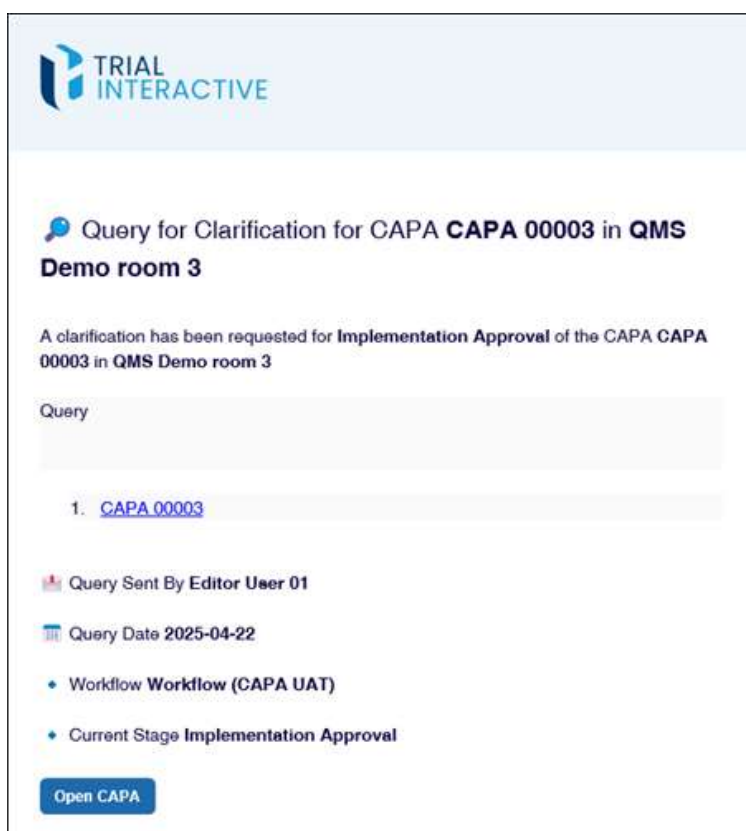 TRIAL
INTERACTIVE
Query for Clarification for CAPA CAPA 00003 in QMS
Demo room 3
A clarification has been requested for Implementation Approval of the CAPA CAPA
00003 in QMS Demo room 3
Query
1. CAPA 00003
Query Sent By Editor User 01
Query Date 2025-04-22
Workflow Workflow (CAPA UAT)
Current Stage Implementation Approval
Open CAPA